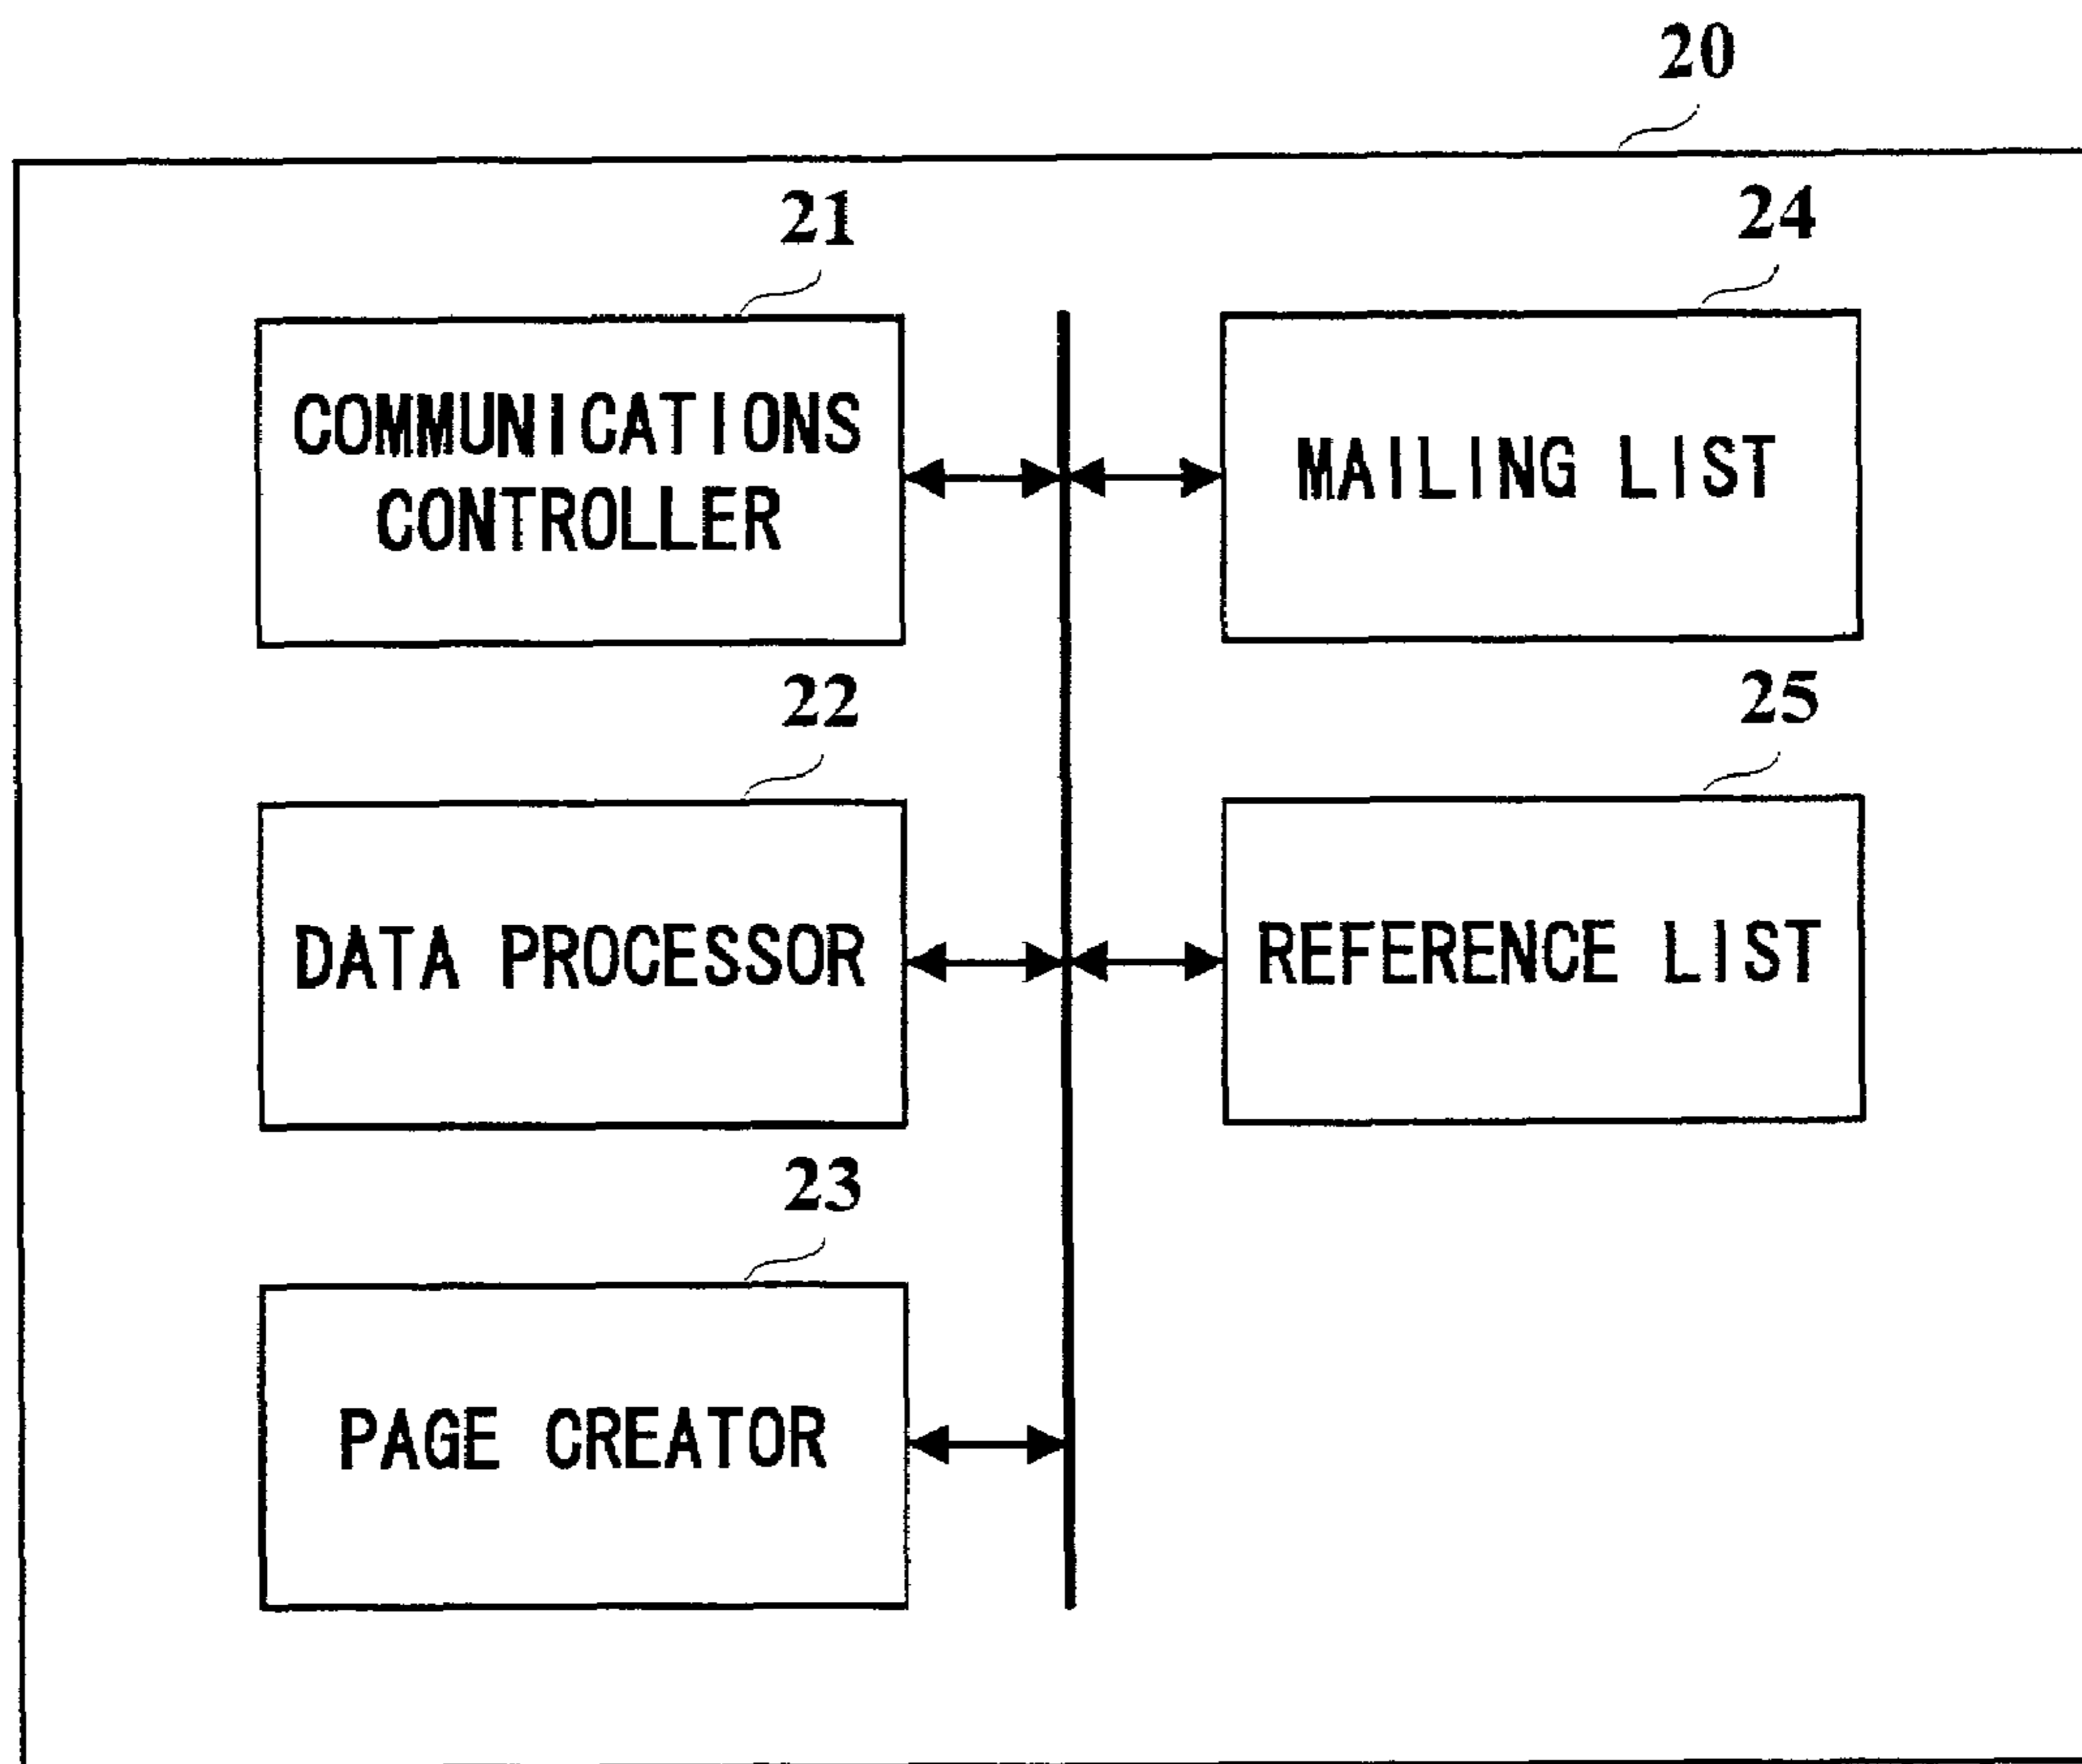 20
21
COMMUNICATIONS
CONTROLLER
24
MAILING LIST
22
DATA PROCESSOR
25
REFERENCE LIST
23
PAGE CREATOR